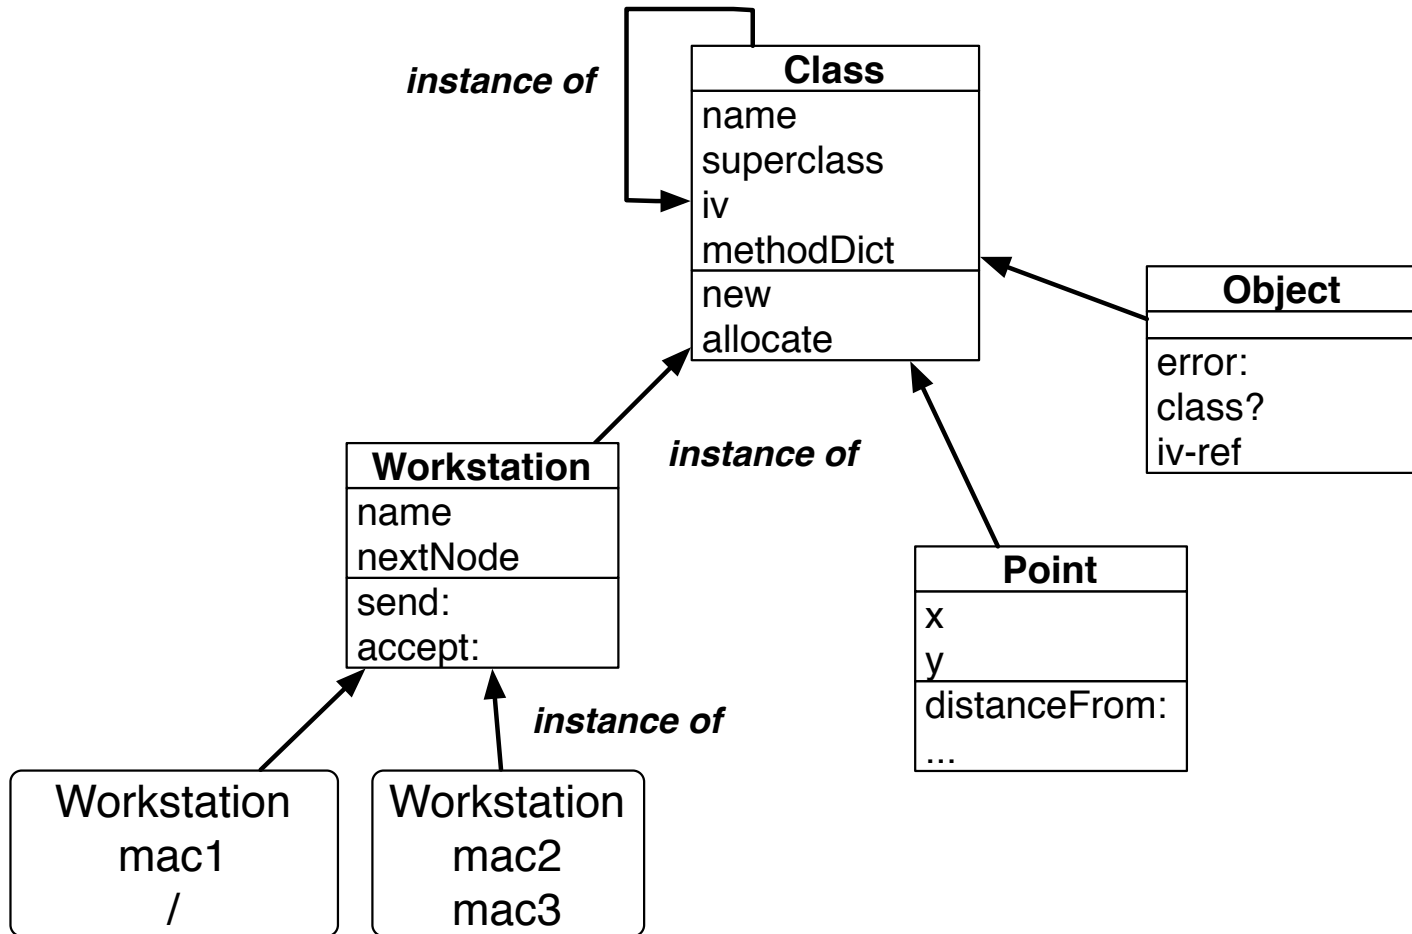 instance of
Class
name
superclass
iv
methodDict
new
allocate
Object
error:
class?
iv-ref
instance of
Workstation
name
nextNode
send:
accept:
Point
x
y
distanceFrom:
...
instance of
Workstation
mac1
/
Workstation
mac2
mac3